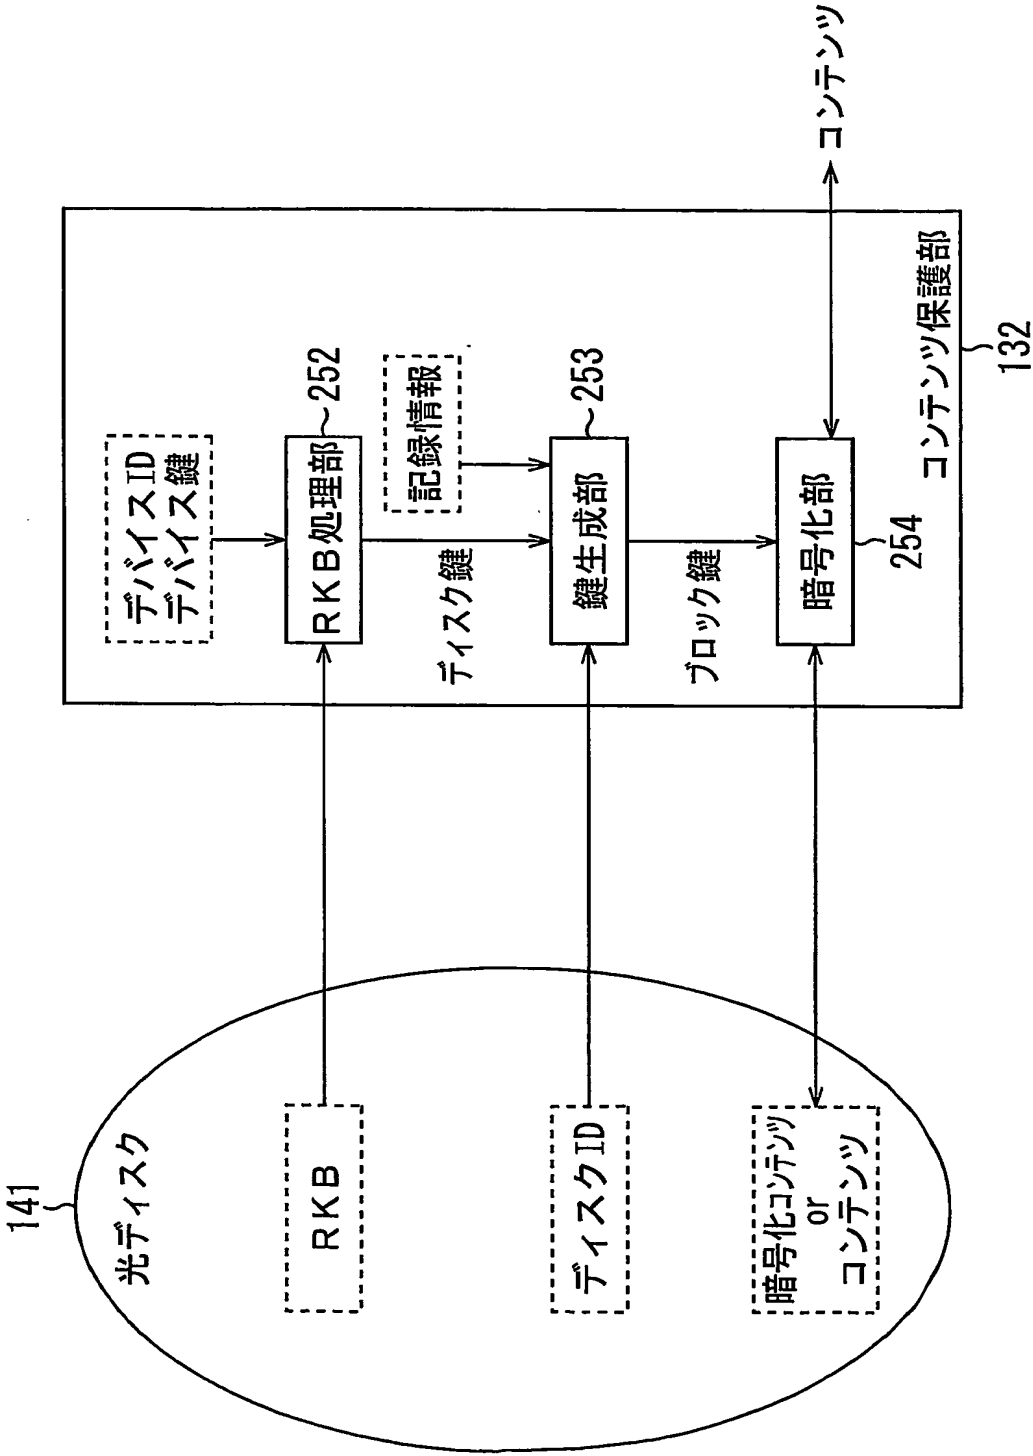 141
光ディスク
RKB
ディスクID
暗号化コンテンツ
or
コンテンツ
デバイスID
デバイス鍵
RKB処理部
252
ディスク鍵
記録情報
鍵生成部
253
ブロック鍵
暗号化部
254
コンテンツ保護部
132
コンテンツ